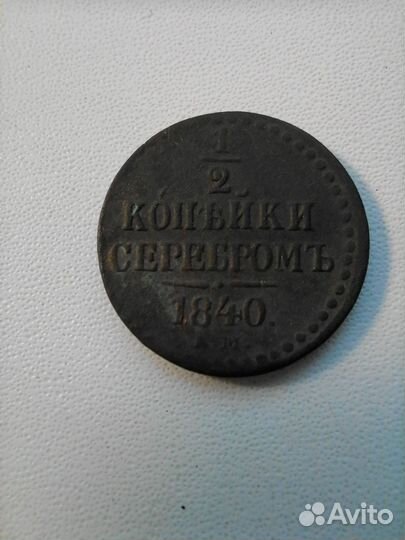 1
2
КОПѢЙКИ
СЕРЕБРОМЪ
1840.
М.
Avito